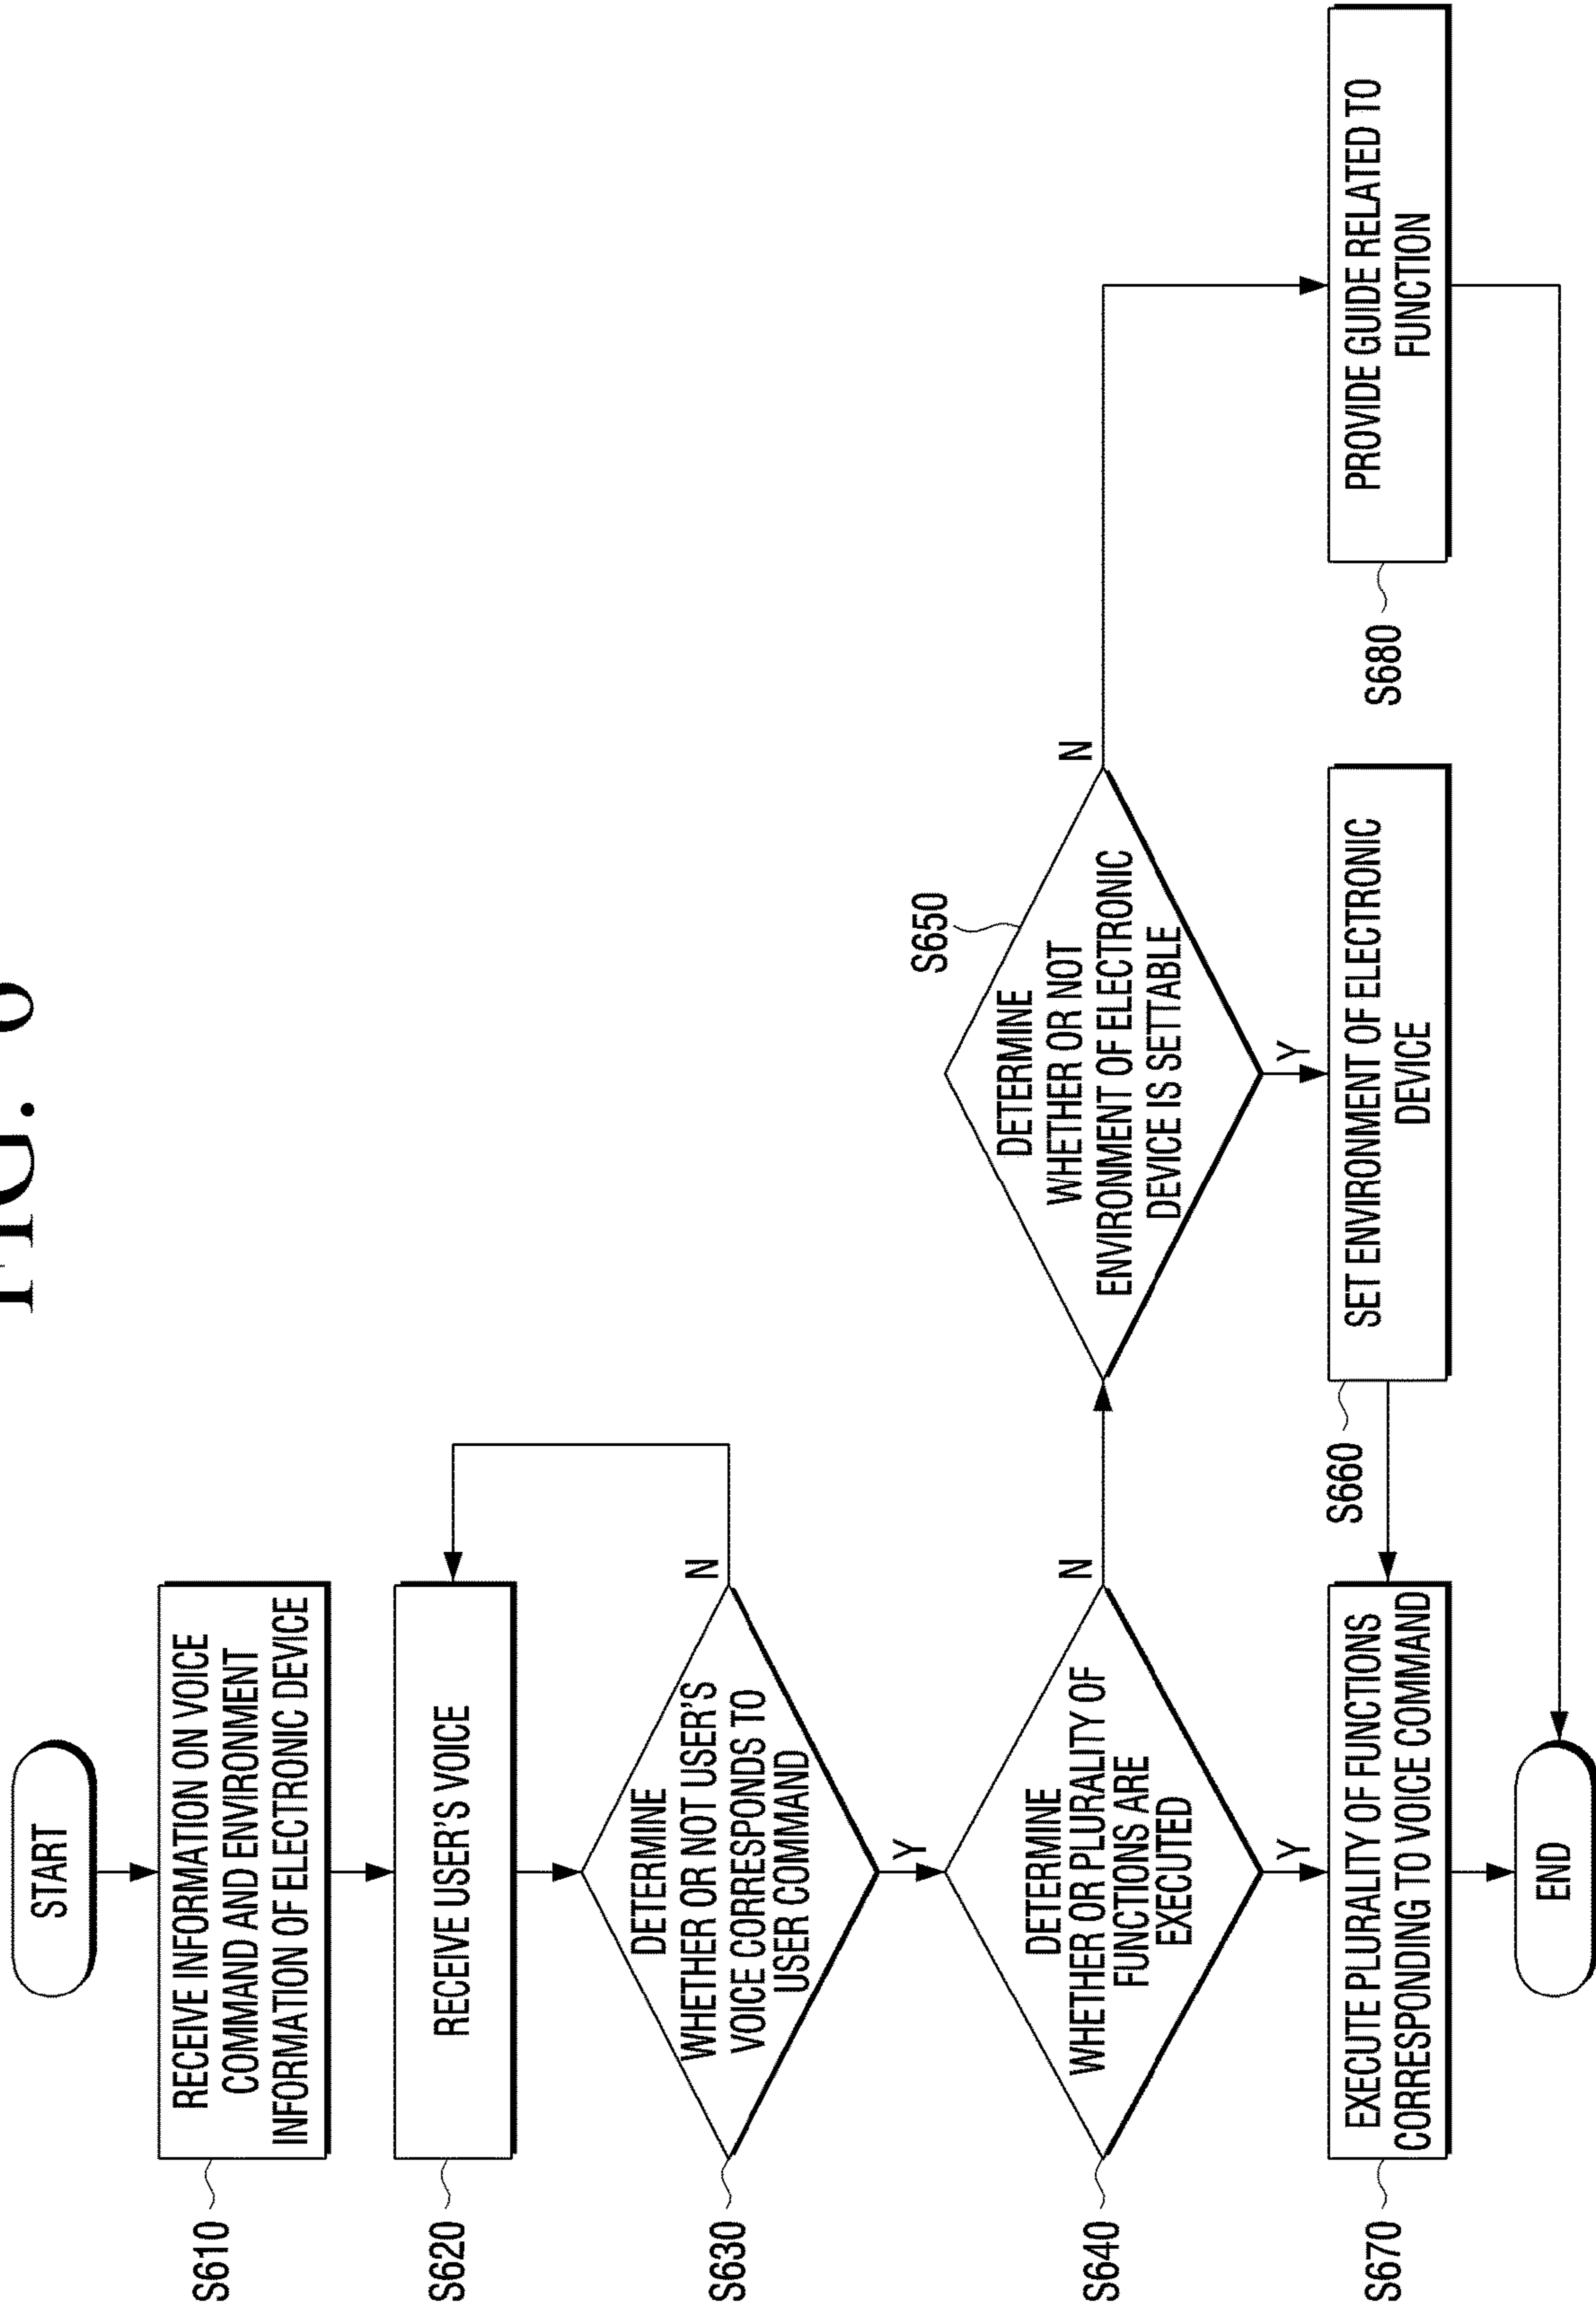 FIG. 6
START
S610
RECEIVE INFORMATION ON VOICE
COMMAND AND ENVIRONMENT
INFORMATION OF ELECTRONIC DEVICE
S620
RECEIVE USER'S VOICE
S630
DETERMINE
WHETHER OR NOT USER'S
VOICE CORRESPONDS TO
USER COMMAND
N
Y
S640
DETERMINE
WHETHER OR PLURALITY OF
FUNCTIONS ARE
EXECUTED
N
Y
S650
DETERMINE
WHETHER OR NOT
ENVIRONMENT OF ELECTRONIC
DEVICE IS SETTABLE
N
Y
S670
EXECUTE PLURALITY OF FUNCTIONS
CORRESPONDING TO VOICE COMMAND
S660
SET ENVIRONMENT OF ELECTRONIC
DEVICE
S680
PROVIDE GUIDE RELATED TO
FUNCTION
END